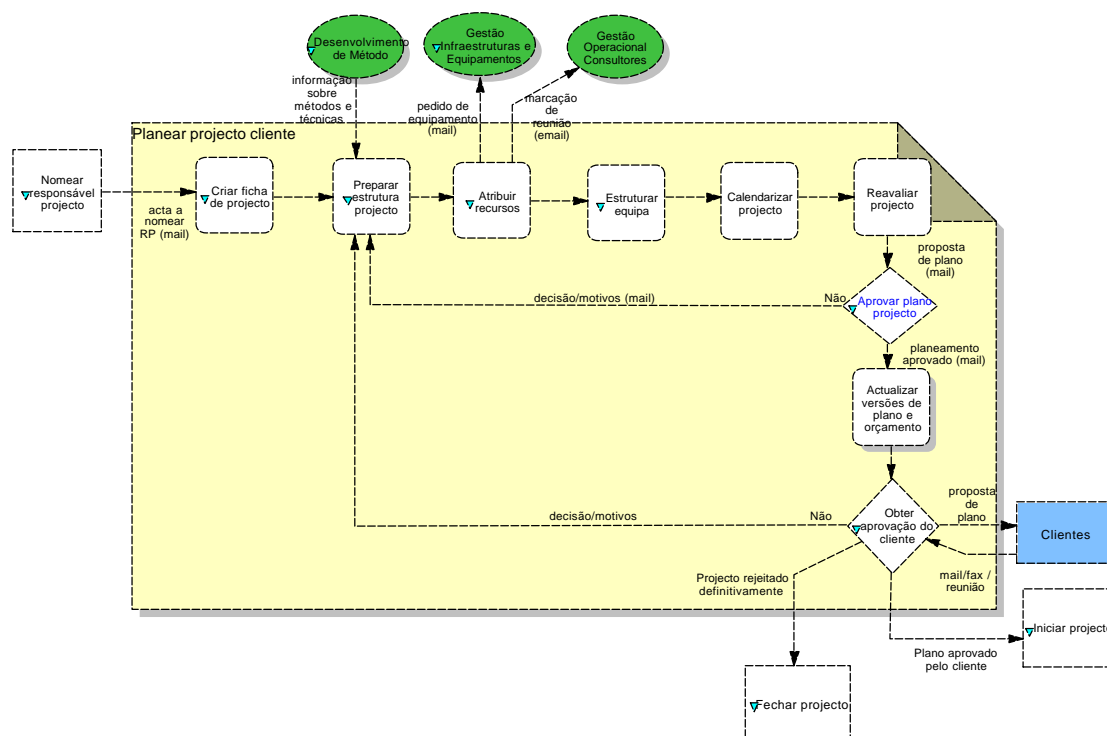 Desenvolvimento
de Método
Gestão
Infraestruturas e
Equipamentos
Gestão
Operacional
Consultores
informação
sobre
métodos e
técnicas
pedido de
equipamento
(mail)
marcação
de
reunião
(email)
Planear projecto cliente
Nomear
responsável
projecto
acta a
nomear
RP (mail)
Criar ficha
de projecto
Preparar
estrutura
projecto
Atribuir
recursos
Estruturar
equipa
Calendarizar
projecto
Reavaliar
projecto
proposta
de plano
(mail)
decisão/motivos (mail)
Não
Aprovar plano
projecto
planeamento
aprovado (mail)
Actualizar
versões de
plano e
orçamento
decisão/motivos
Não
Obter
aprovação do
cliente
proposta
de
plano
Clientes
mail/fax /
reunião
Projecto rejeitado
definitivamente
Plano aprovado
pelo cliente
Iniciar projecto
Fechar projecto